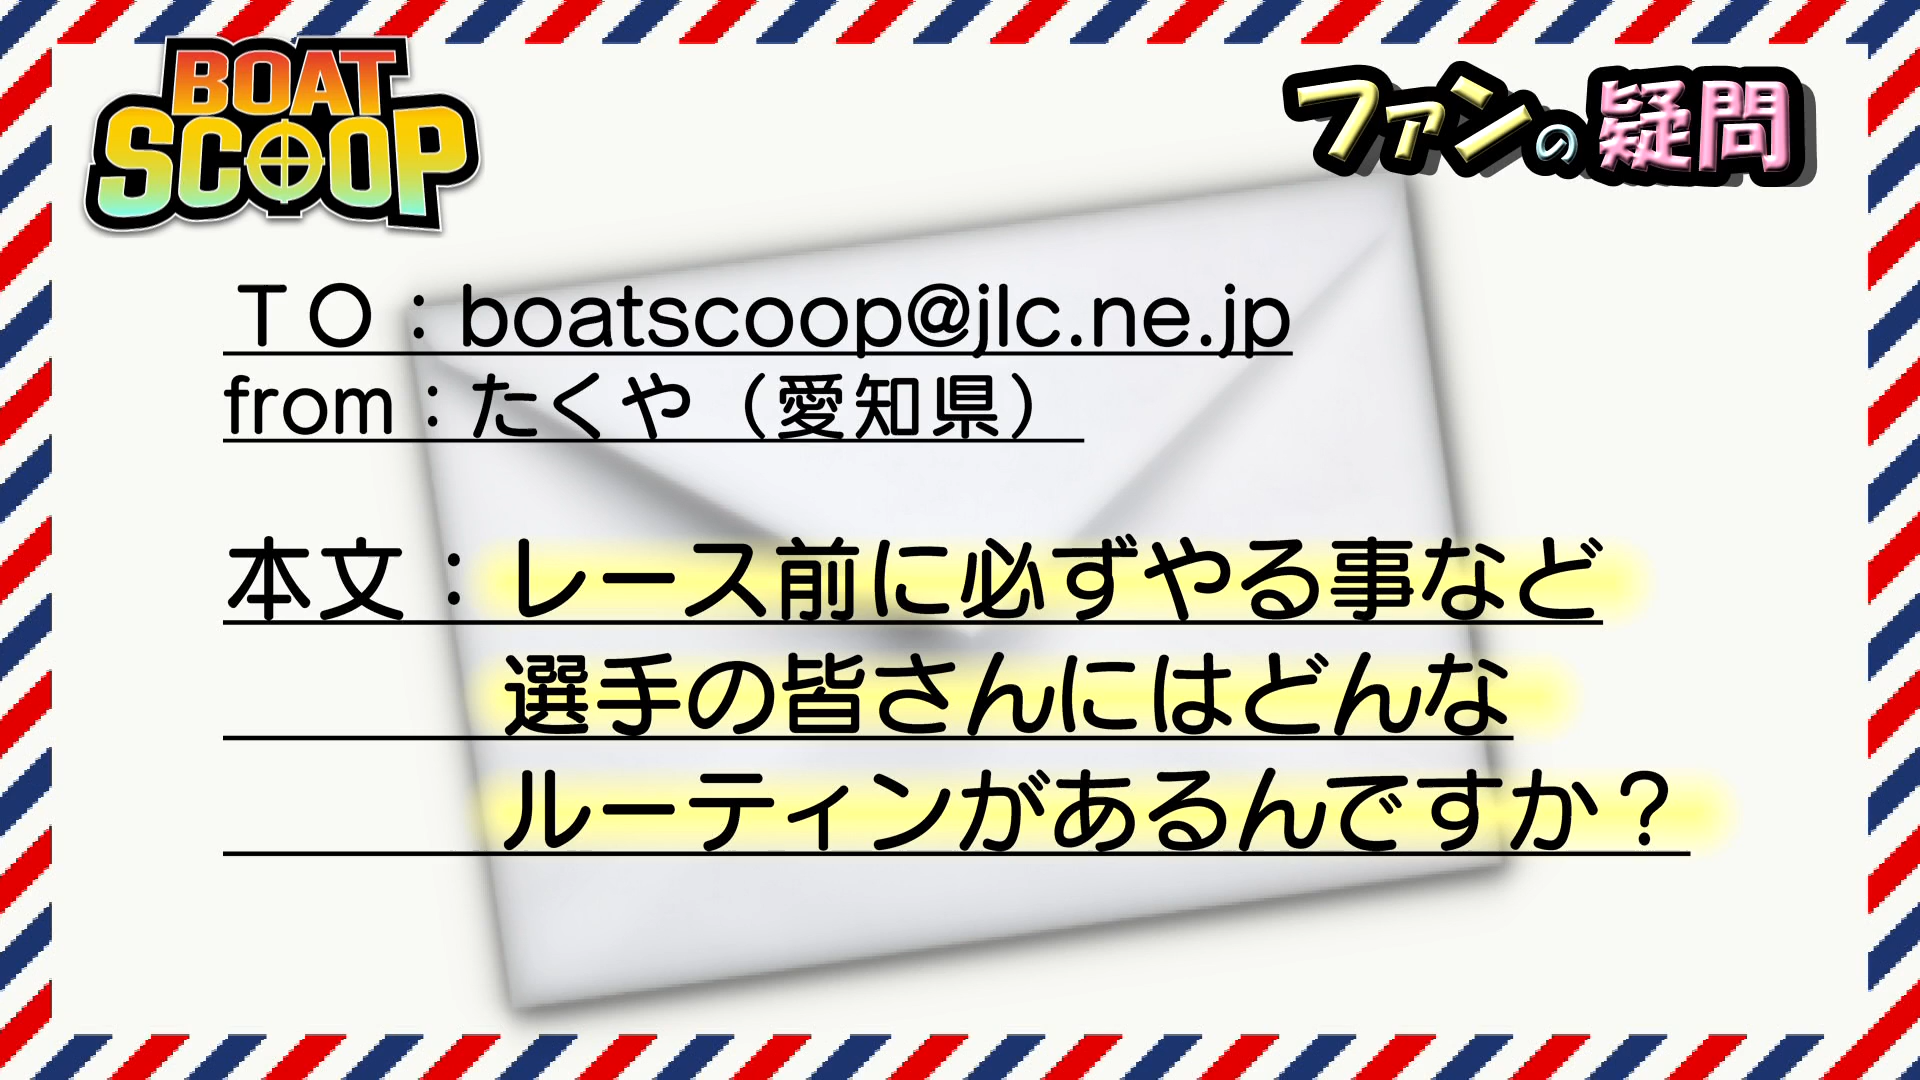 BOAT
SCOOP
ファンの疑問
ＴＯ：boatscoop@jlc.ne.jp
from：たくや（愛知県）
本文：レース前に必ずやる事など
選手の皆さんにはどんな
ルーティンがあるんですか？